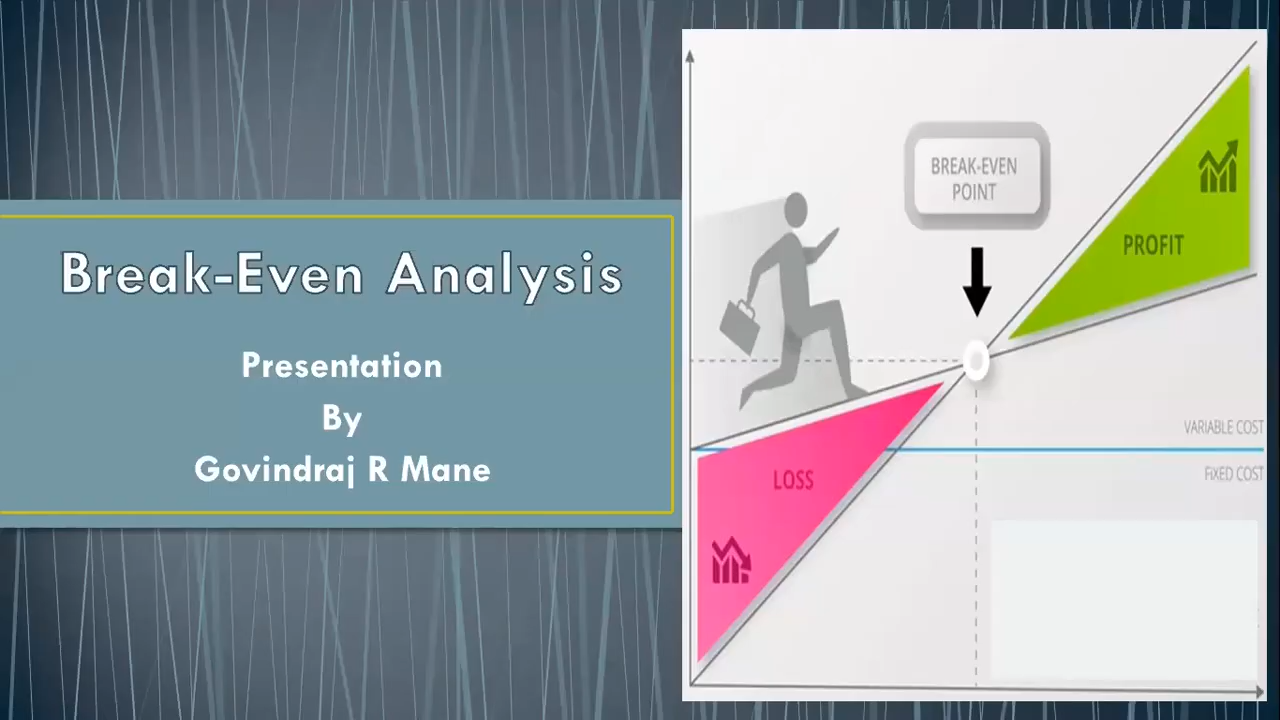 Break-Even Analysis
Presentation
By
Govindraj R Mane
BREAK-EVEN
POINT
PROFIT
VARIABLE COST
FIXED COST
LOSS